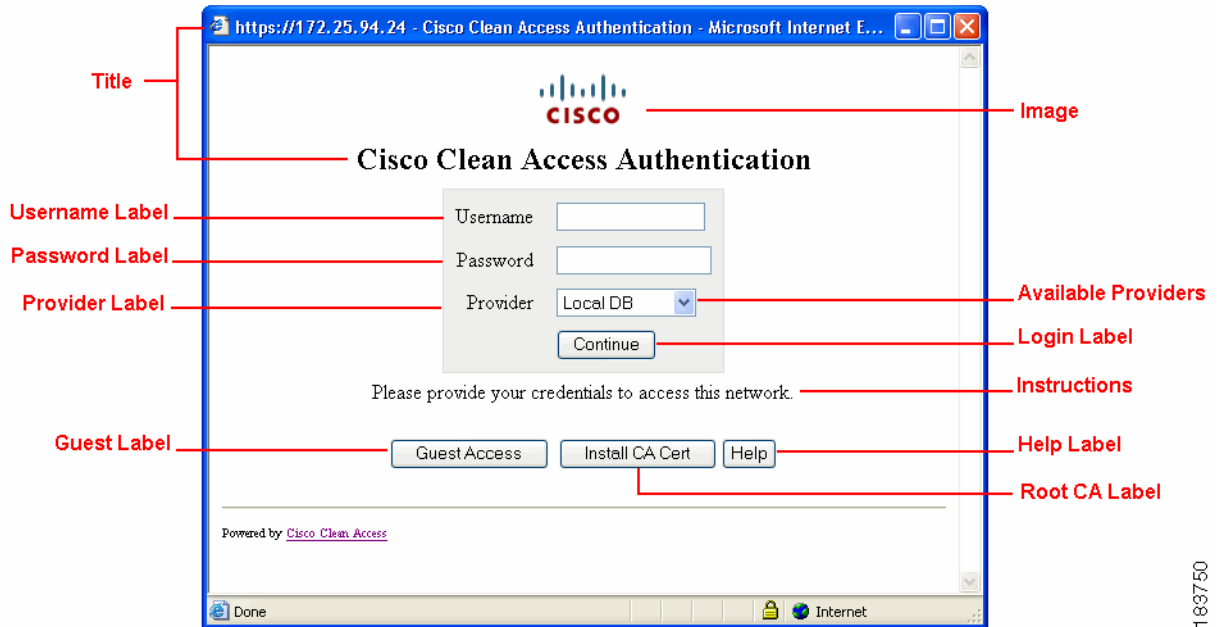 https://172.25.94.24 - Cisco Clean Access Authentication - Microsoft Internet E...
Title
CISCO
Image
Cisco Clean Access Authentication
Username Label
Username
Password Label
Password
Provider Label
Provider
Local DB
Available Providers
Continue
Login Label
Please provide your credentials to access this network.
Instructions
Guest Label
Guest Access
Install CA Cert
Help
Help Label
Root CA Label
Powered by Cisco Clean Access
Done
Internet
183750